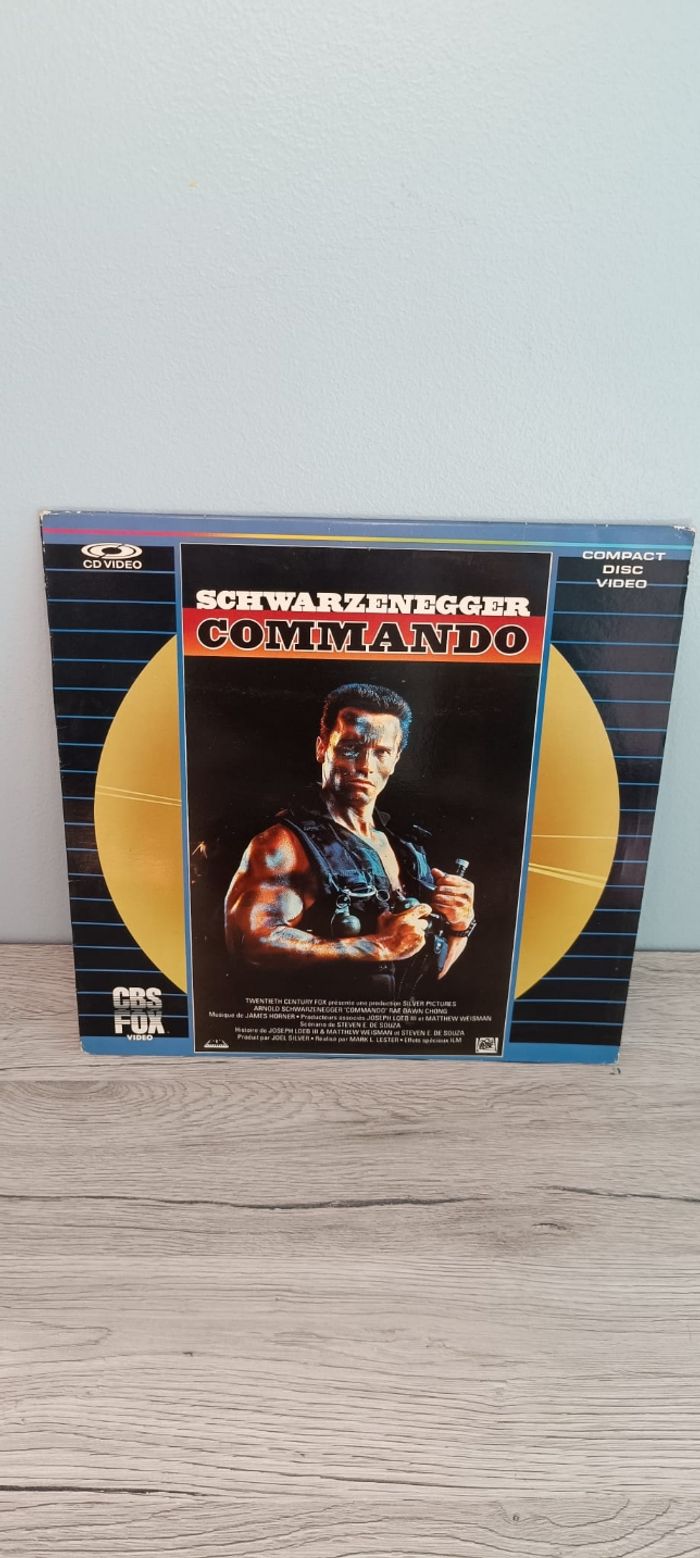 CD VIDEO
COMPACT
DISC
VIDEO
SCHWARZENEGGER
COMMANDO
CBS
FOX
VIDEO
TWENTIETH CENTURY FOX présente une production SILVER PICTURES
ARNOLD SCHWARZENEGGER "COMMANDO" RAE DAWN CHONG
Musique de JAMES HORNER • Producteurs associés JOSEPH LOEB III et MATTHEW WEISMAN
Scénario de STEVEN E. DE SOUZA
Histoire de JOSEPH LOEB III & MATTHEW WEISMAN et STEVEN E. DE SOUZA
Produit par JOEL SILVER • Réalisé par MARK L. LESTER • Effets spéciaux ILM